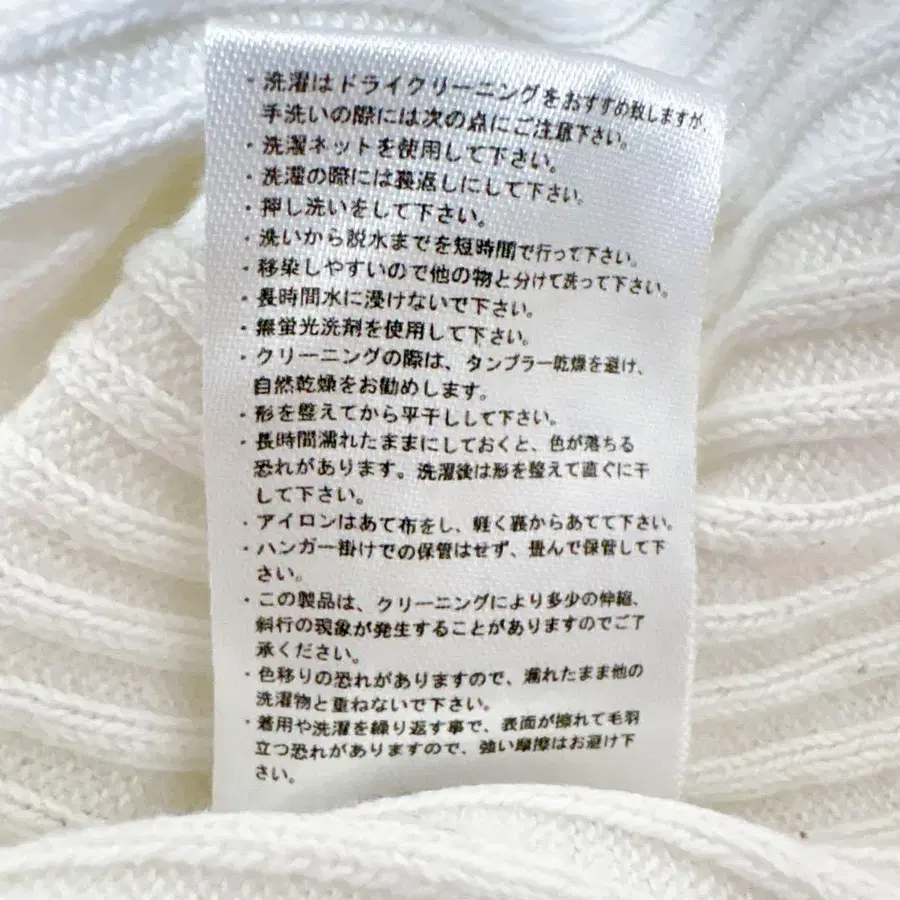 ・洗濯はドライクリーニングをおすすめ致しますが、
手洗いの際には次の点にご注意下さい。
・洗濯ネットを使用して下さい。
・洗濯の際には裏返しにして下さい。
・押し洗いをして下さい。
・洗いから脱水までを短時間で行って下さい。
・移染しやすいので他の物と分けて洗って下さい。
・長時間水に浸けないで下さい。
・無蛍光洗剤を使用して下さい。
・クリーニングの際は、タンブラー乾燥を避け、
自然乾燥をお勧めします。
・形を整えてから平干しして下さい。
・長時間濡れたままにしておくと、色が落ちる
恐れがあります。洗濯後は形を整えて直ぐに干
して下さい。
・アイロンはあて布をし、軽く裏からあてて下さい。
・ハンガー掛けでの保管はせず、畳んで保管して下
さい。
・この製品は、クリーニングにより多少の伸縮、
斜行の現象が発生することがありますのでご了
承ください。
・色移りの恐れがありますので、濡れたまま他の
洗濯物と重ねないで下さい。
・着用や洗濯を繰り返す事で、表面が擦れて毛羽
立つ恐れがありますので、強い摩擦はお避け下
さい。